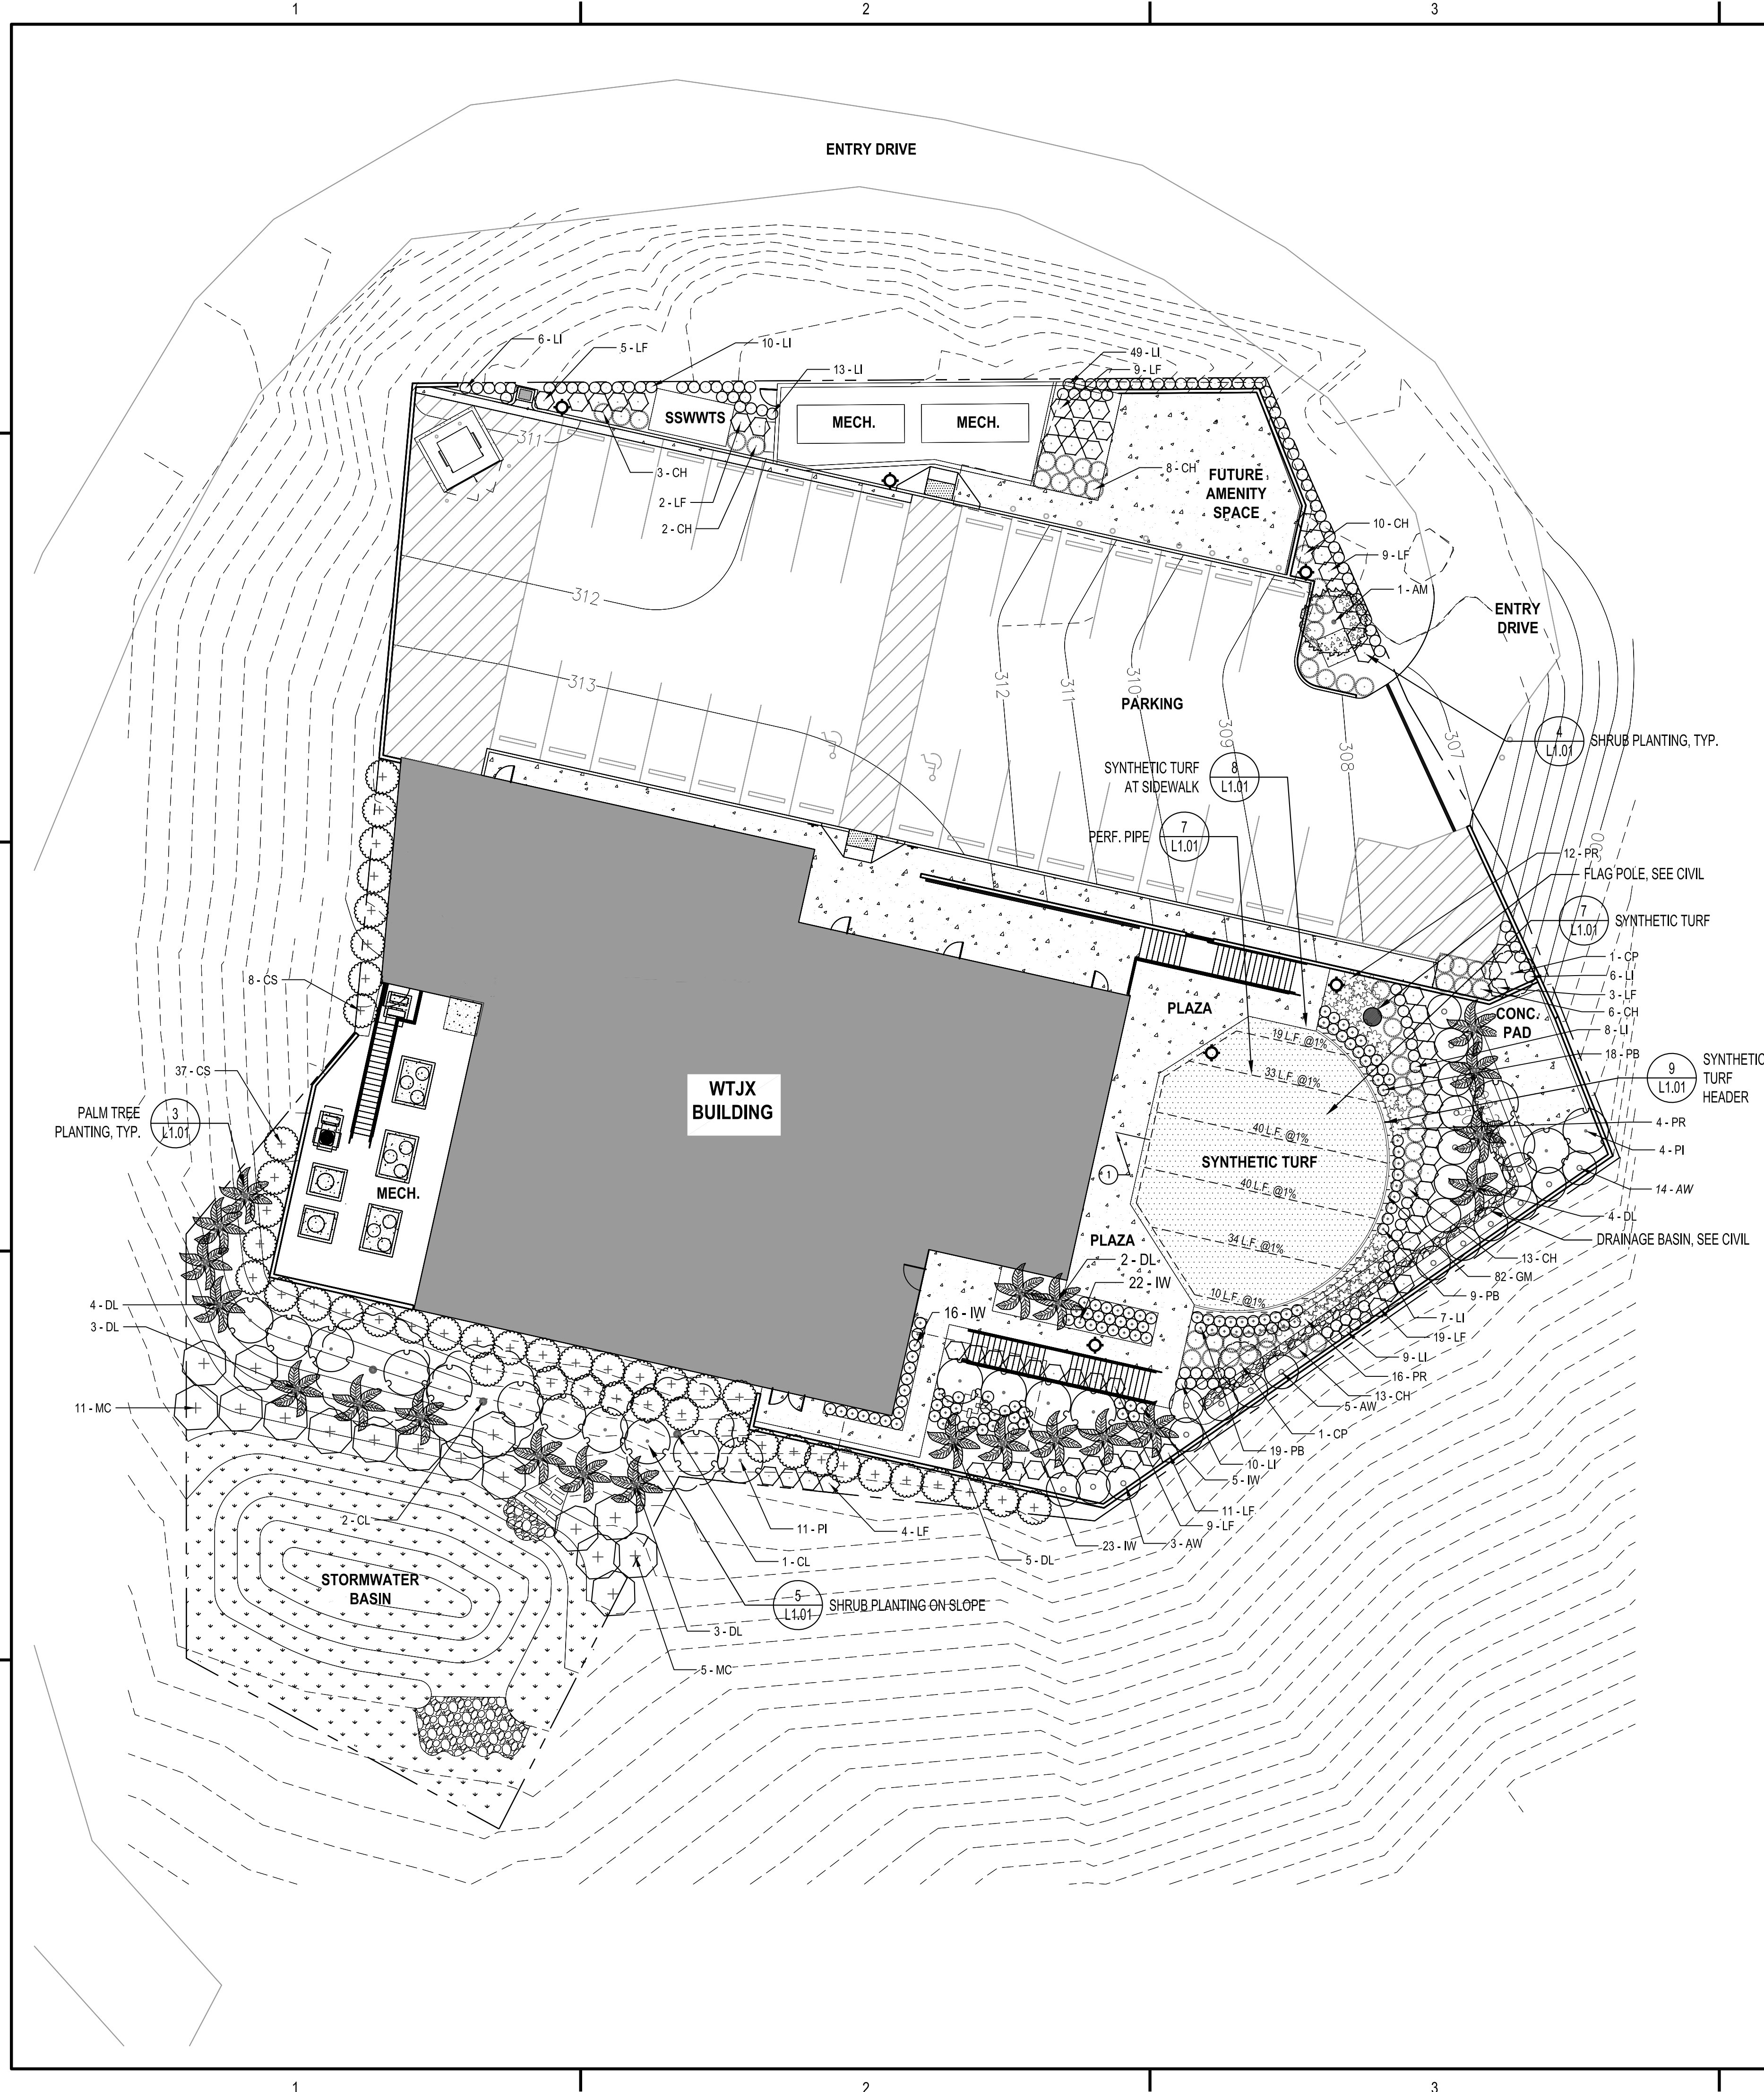 1
2
3
ENTRY DRIVE
6 - LI
5 - LF
10 - LI
13 - LI
49 - LI
9 - LF
SSWWTS
MECH.
MECH.
311
3 - CH
2 - LF
2 - CH
8 - CH
FUTURE
AMENITY
SPACE
10 - CH
9 - LF
1 - AM
312
ENTRY
DRIVE
313
312
311
310
309
308
307
PARKING
4
L1.01
SHRUB PLANTING, TYP.
SYNTHETIC TURF
AT SIDEWALK
8
L1.01
PERF. PIPE
7
L1.01
12 - PR
FLAG POLE, SEE CIVIL
7
L1.01
SYNTHETIC TURF
1 - CP
6 - LI
3 - LF
6 - CH
8 - LI
18 - PB
8 - CS
PLAZA
CONC.
PAD
19 L.F. @1%
33 L.F. @1%
40 L.F. @1%
SYNTHETIC TURF
40 L.F. @1%
34 L.F. @1%
10 L.F. @1%
9
L1.01
SYNTHETIC
TURF
HEADER
37 - CS
PALM TREE
PLANTING, TYP.
3
L1.01
WTJX
BUILDING
MECH.
1
4 - PR
4 - PI
14 - AW
4 - DL
DRAINAGE BASIN, SEE CIVIL
13 - CH
82 - GM
9 - PB
7 - LI
19 - LF
9 - LI
16 - PR
13 - CH
5 - AW
1 - CP
19 - PB
10 - LI
5 - IW
11 - LF
9 - LF
3 - AW
23 - IW
5 - DL
PLAZA
2 - DL
22 - IW
16 - IW
4 - DL
3 - DL
11 - MC
2 - CL
11 - PI
4 - LF
1 - CL
5
L1.01
SHRUB PLANTING ON SLOPE
3 - DL
5 - MC
STORMWATER
BASIN
1
2
3